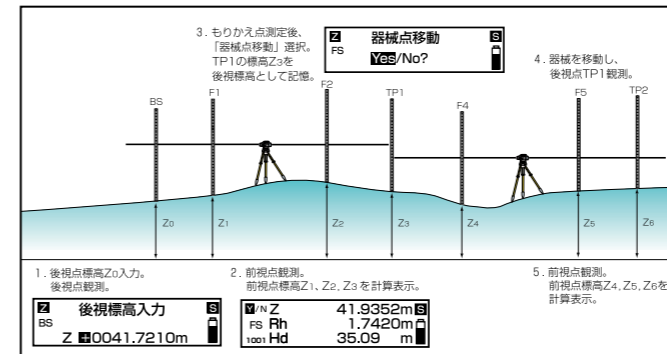 3. もりかえ点測定後、
「器械点移動」選択。
TP1の標高Z3を
後視標高として記憶。
Z 器械点移動 S
FS Yes/No?
4. 器械を移動し、
後視点TP1観測。
BS F1 F2 TP1 F4 F5 TP2
Z0 Z1 Z2 Z3 Z4 Z5 Z6
1. 後視点標高Z0入力。
後視点観測。
Z 後視標高入力 S
BS
Z +0041.7210m
2. 前視点観測。
前視点標高Z1、Z2、Z3を計算表示。
Y/N Z 41.9352m S
FS Rh 1.7420m
1001 Hd 35.09 m
5. 前視点観測。
前視点標高Z4、Z5、Z6を
計算表示。